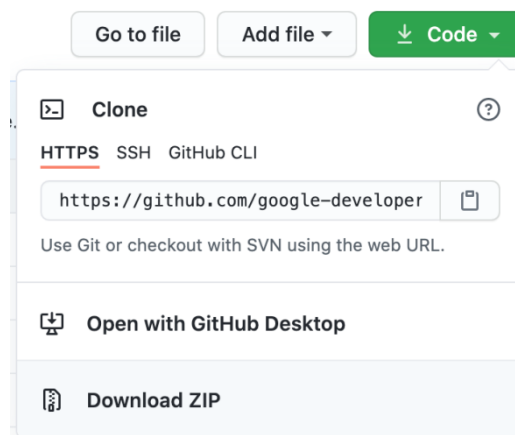 Go to file Add file Code
Clone
HTTPS SSH GitHub CLI
https://github.com/google-developer
Use Git or checkout with SVN using the web URL.
Open with GitHub Desktop
Download ZIP